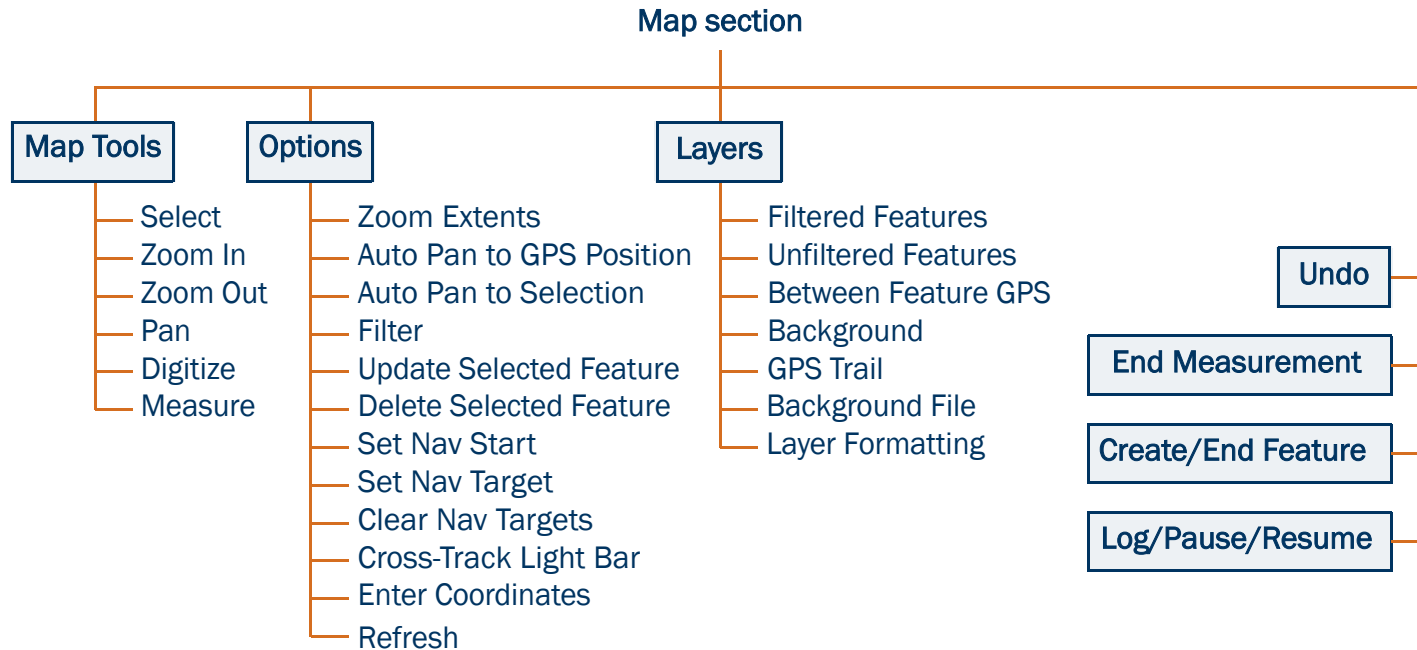 Map section
Map Tools
Select
Zoom In
Zoom Out
Pan
Digitize
Measure
Options
Zoom Extents
Auto Pan to GPS Position
Auto Pan to Selection
Filter
Update Selected Feature
Delete Selected Feature
Set Nav Start
Set Nav Target
Clear Nav Targets
Cross-Track Light Bar
Enter Coordinates
Refresh
Layers
Filtered Features
Unfiltered Features
Between Feature GPS
Background
GPS Trail
Background File
Layer Formatting
Undo
End Measurement
Create/End Feature
Log/Pause/Resume